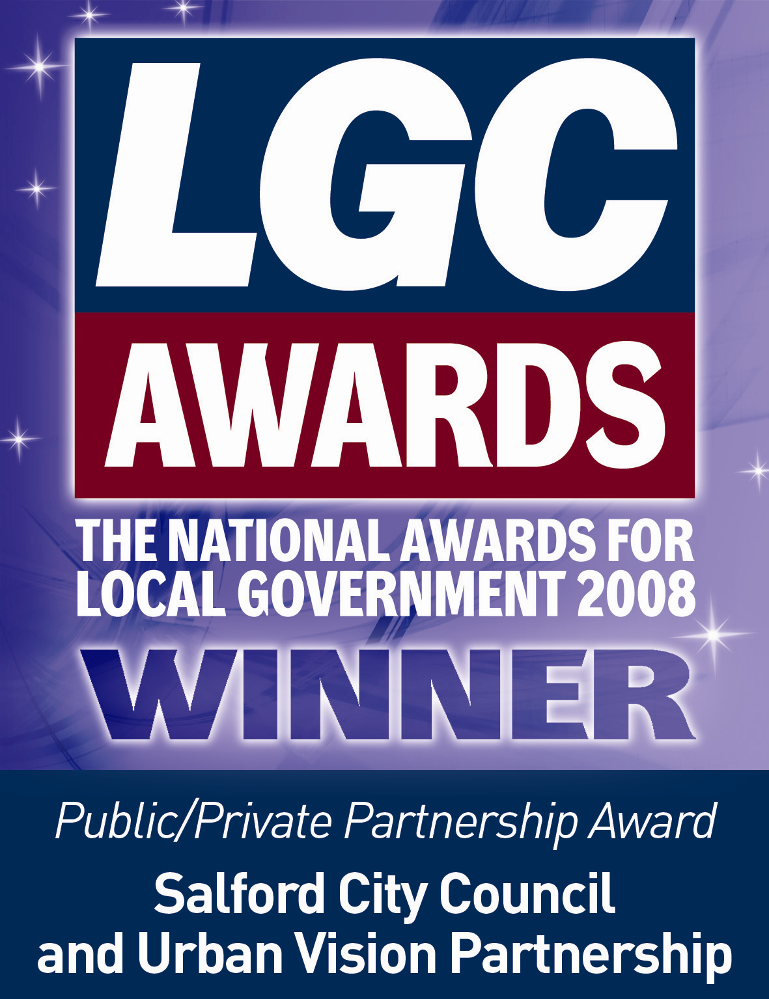 LGC
AWARDS
THE NATIONAL AWARDS FOR
LOCAL GOVERNMENT 2008
WINNER
Public/Private Partnership Award
Salford City Council
and Urban Vision Partnership